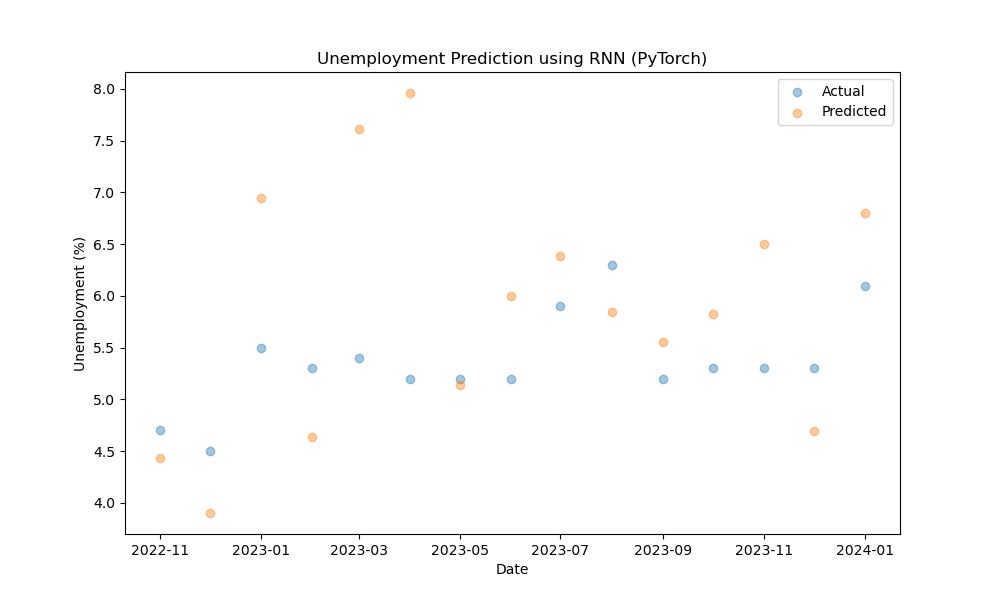 Unemployment Prediction using RNN (PyTorch)
Actual
Predicted
8.0
7.5
7.0
6.5
6.0
5.5
5.0
4.5
4.0
Unemployment (%)
2022-11 2023-01 2023-03 2023-05 2023-07 2023-09 2023-11 2024-01
Date